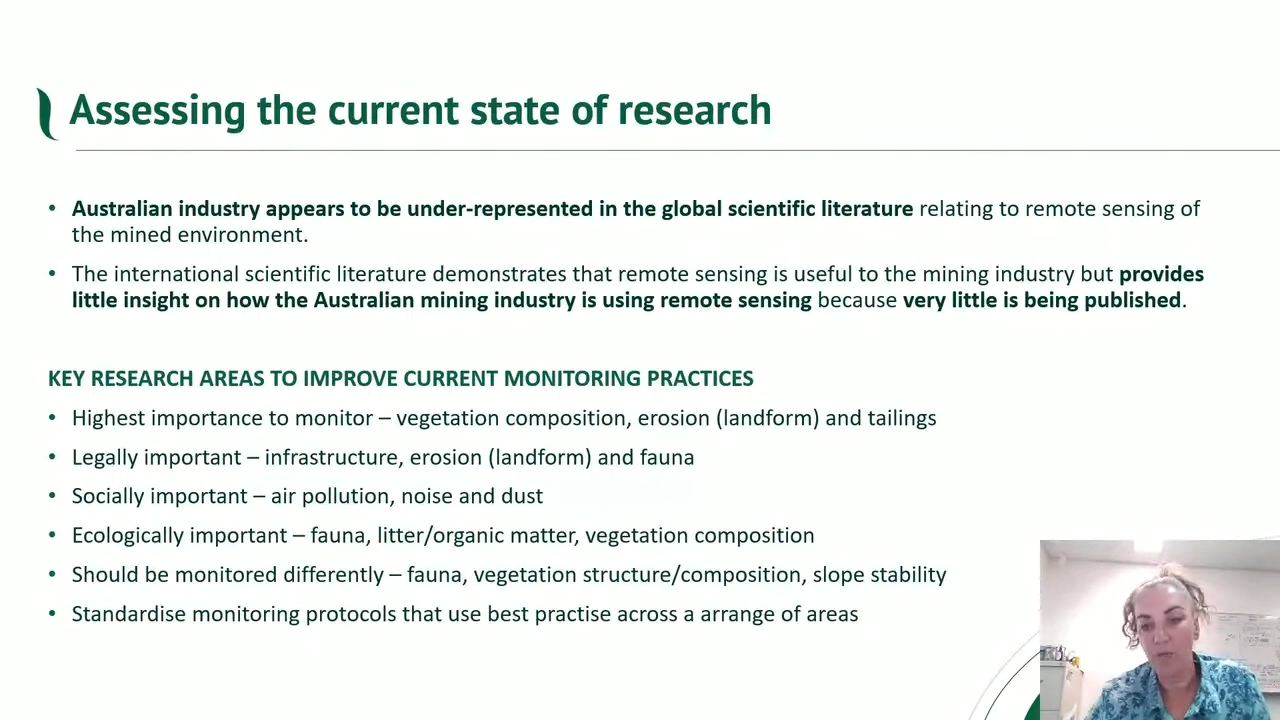 Assessing the current state of research
• Australian industry appears to be under-represented in the global scientific literature relating to remote sensing of
the mined environment.
• The international scientific literature demonstrates that remote sensing is useful to the mining industry but provides
little insight on how the Australian mining industry is using remote sensing because very little is being published.
KEY RESEARCH AREAS TO IMPROVE CURRENT MONITORING PRACTICES
• Highest importance to monitor – vegetation composition, erosion (landform) and tailings
• Legally important – infrastructure, erosion (landform) and fauna
• Socially important – air pollution, noise and dust
• Ecologically important – fauna, litter/organic matter, vegetation composition
• Should be monitored differently – fauna, vegetation structure/composition, slope stability
• Standardise monitoring protocols that use best practise across a arrange of areas